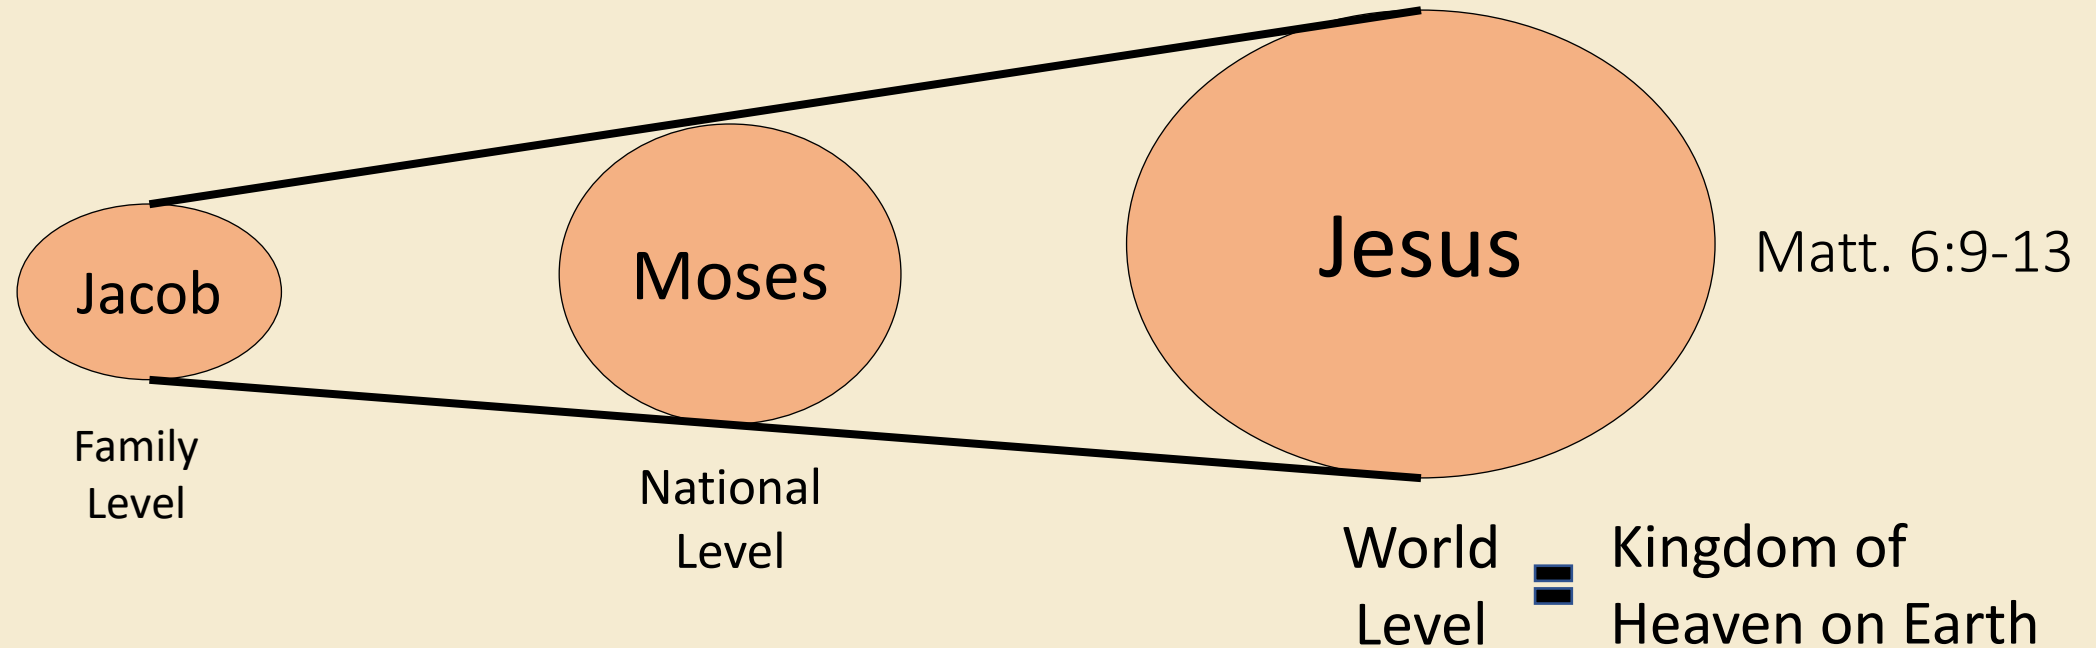 Jacob
Moses
Jesus
Matt. 6:9-13
Family
Level
National
Level
World
Level
=
Kingdom of
Heaven on Earth